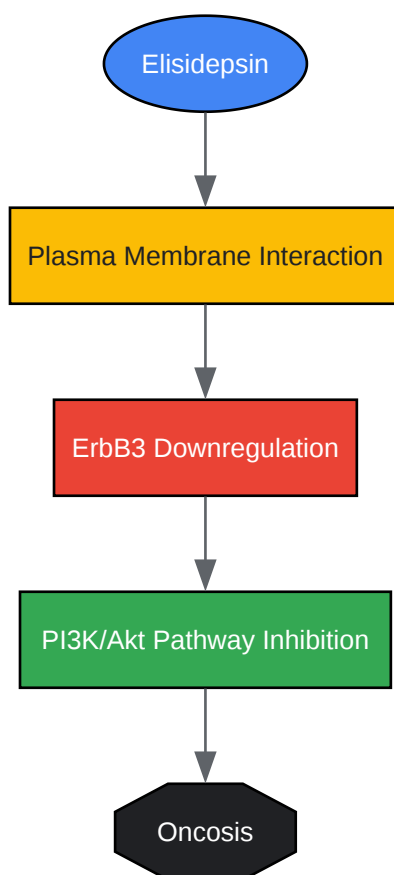 Elisidepsin
Plasma Membrane Interaction
ErbB3 Downregulation
PI3K/Akt Pathway Inhibition
Oncosis